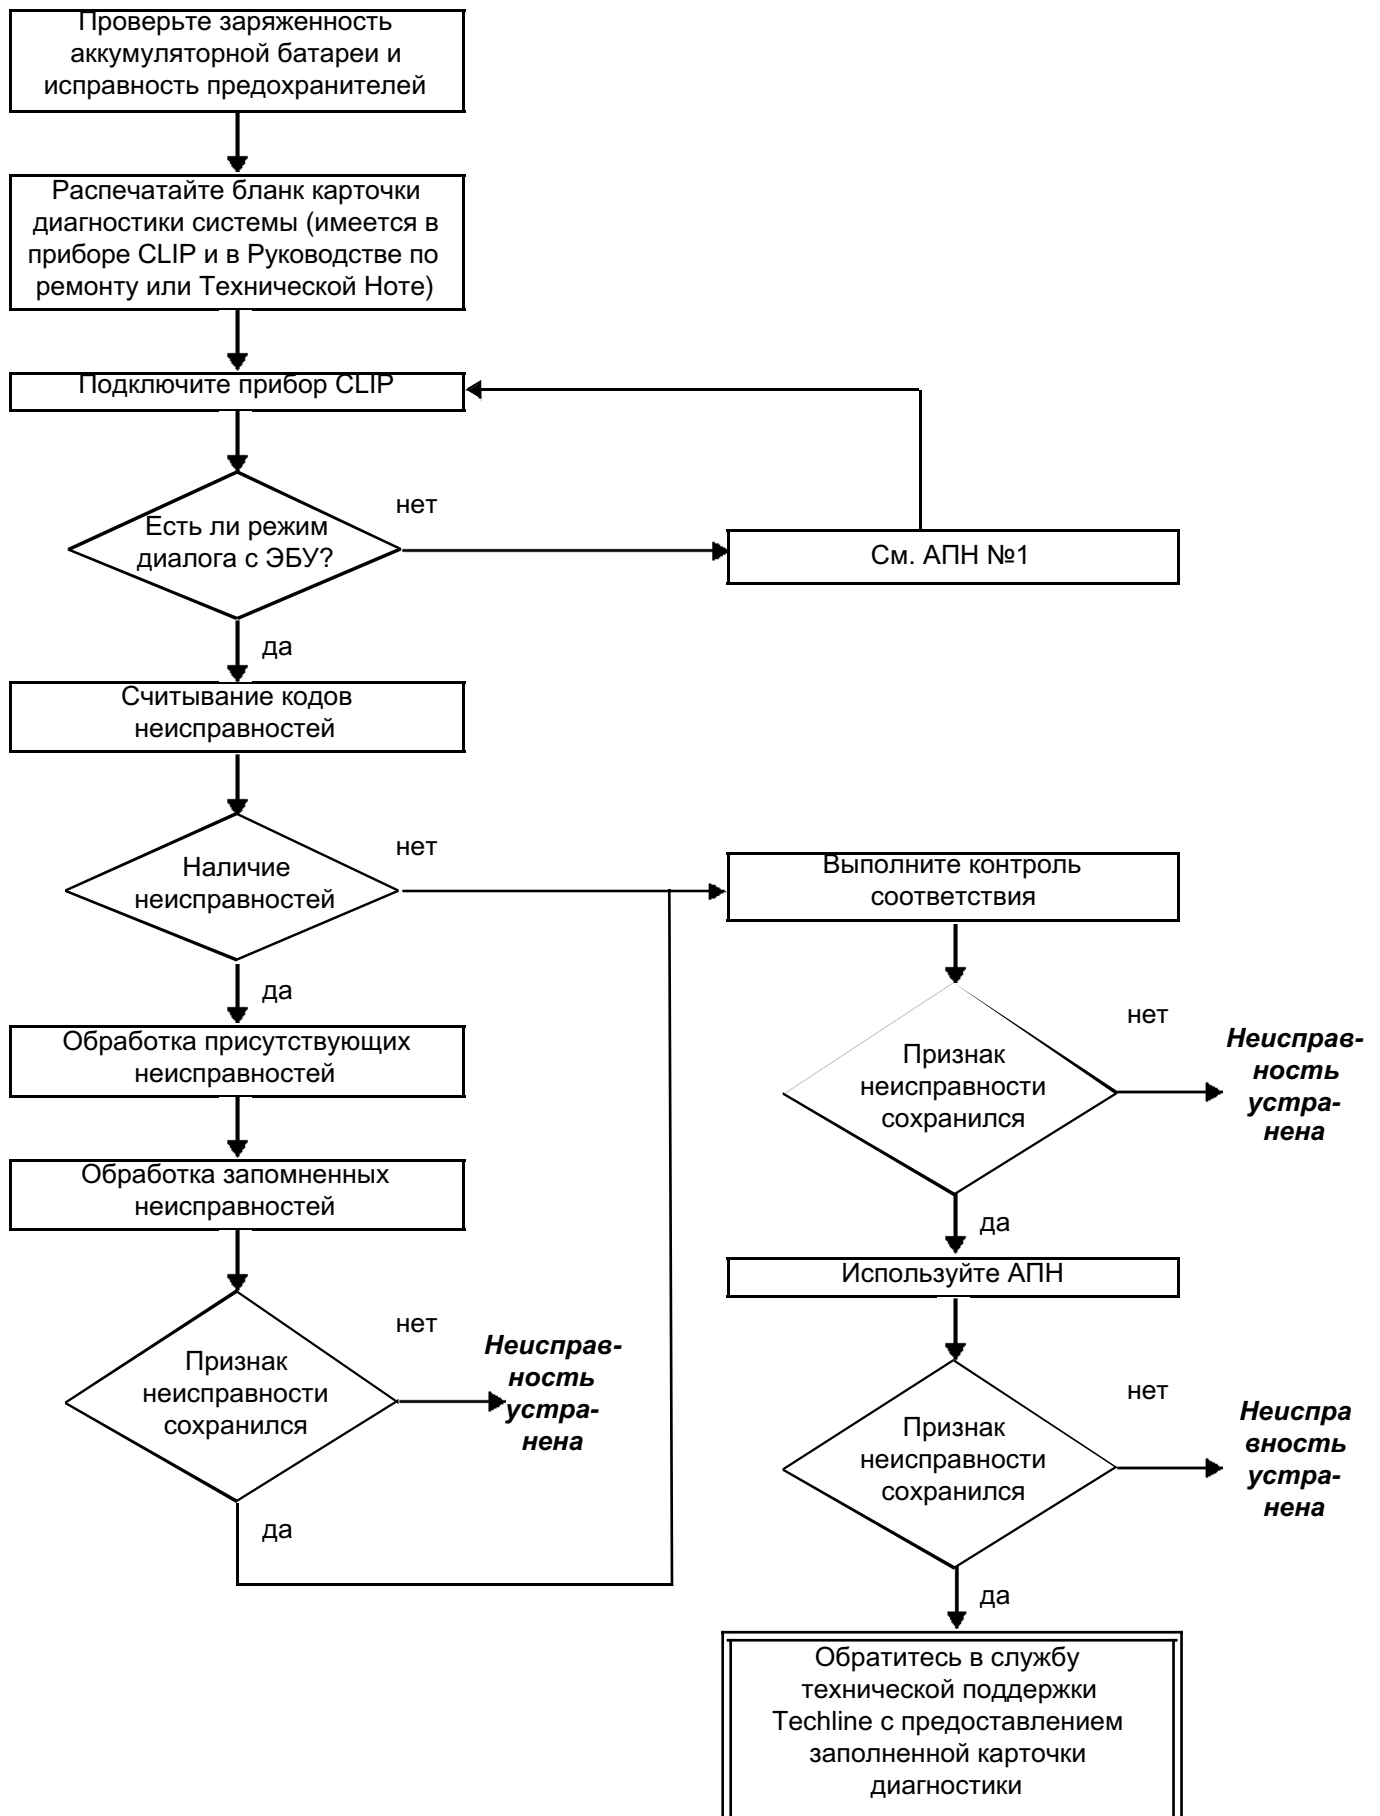 Проверьте заряженность
аккумуляторной батареи и
исправность предохранителей
Распечатайте бланк карточки
диагностики системы (имеется в
приборе CLIP и в Руководстве по
ремонту или Технической Ноте)
Подключите прибор CLIP
Есть ли режим
диалога с ЭБУ?
нет
См. АПН №1
да
Считывание кодов
неисправностей
Наличие
неисправностей
нет
да
Обработка присутствующих
неисправностей
Обработка запомненных
неисправностей
Признак
неисправности
сохранился
нет
Неисправ-
ность
устра-
нена
да
Выполните контроль
соответствия
Признак
неисправности
сохранился
нет
Неисправ-
ность
устра-
нена
да
Используйте АПН
Признак
неисправности
сохранился
нет
Неиспра
вность
устра-
нена
да
Обратитесь в службу
технической поддержки
Techline с предоставлением
заполненной карточки
диагностики